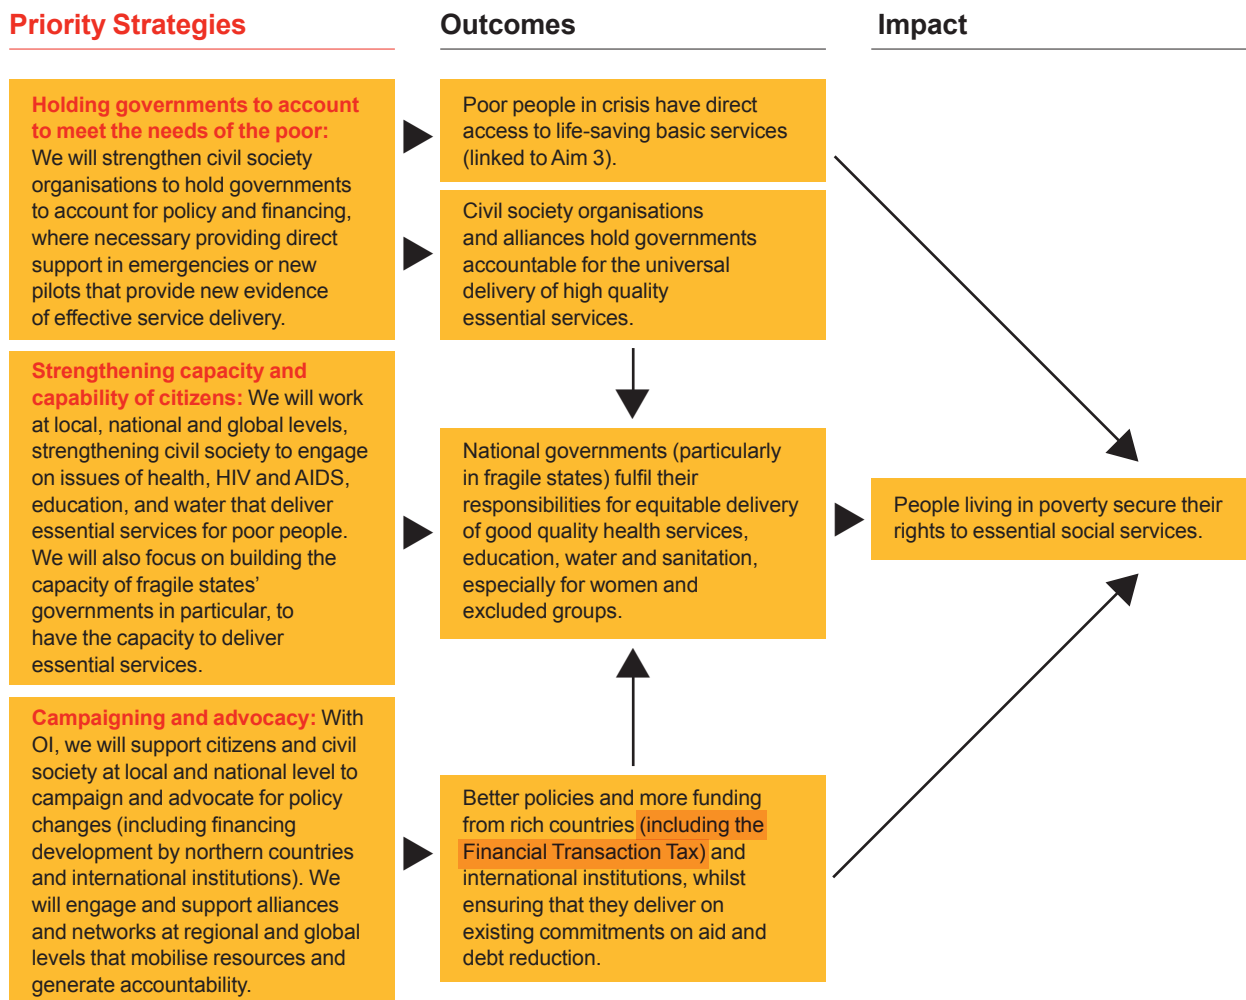 Priority Strategies
Outcomes
Impact
Holding governments to account
to meet the needs of the poor:
We will strengthen civil society
organisations to hold governments
to account for policy and financing,
where necessary providing direct
support in emergencies or new
pilots that provide new evidence
of effective service delivery.
Poor people in crisis have direct
access to life-saving basic services
(linked to Aim 3).
Civil society organisations
and alliances hold governments
accountable for the universal
delivery of high quality
essential services.
Strengthening capacity and
capability of citizens: We will work
at local, national and global levels,
strengthening civil society to engage
on issues of health, HIV and AIDS,
education, and water that deliver
essential services for poor people.
We will also focus on building the
capacity of fragile states’
governments in particular, to
have the capacity to deliver
essential services.
National governments (particularly
in fragile states) fulfil their
responsibilities for equitable delivery
of good quality health services,
education, water and sanitation,
especially for women and
excluded groups.
People living in poverty secure their
rights to essential social services.
Campaigning and advocacy: With
OI, we will support citizens and civil
society at local and national level to
campaign and advocate for policy
changes (including financing
development by northern countries
and international institutions). We
will engage and support alliances
and networks at regional and global
levels that mobilise resources and
generate accountability.
Better policies and more funding
from rich countries (including the
Financial Transaction Tax) and
international institutions, whilst
ensuring that they deliver on
existing commitments on aid and
debt reduction.